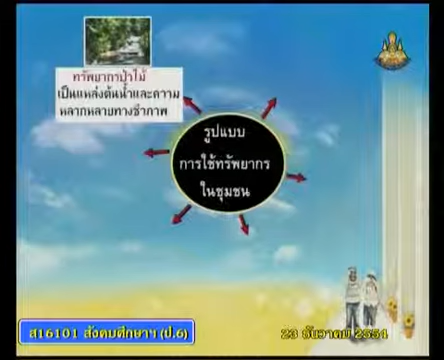 ทรัพยากรป่าไม้
เป็นแหล่งต้นน้ำและความ
หลากหลายทางชีวภาพ
รูปแบบ
การใช้ทรัพยากร
ในชุมชน
ส16101 สังคมศึกษาฯ (ป.6)
23 ธันวาคม 2554